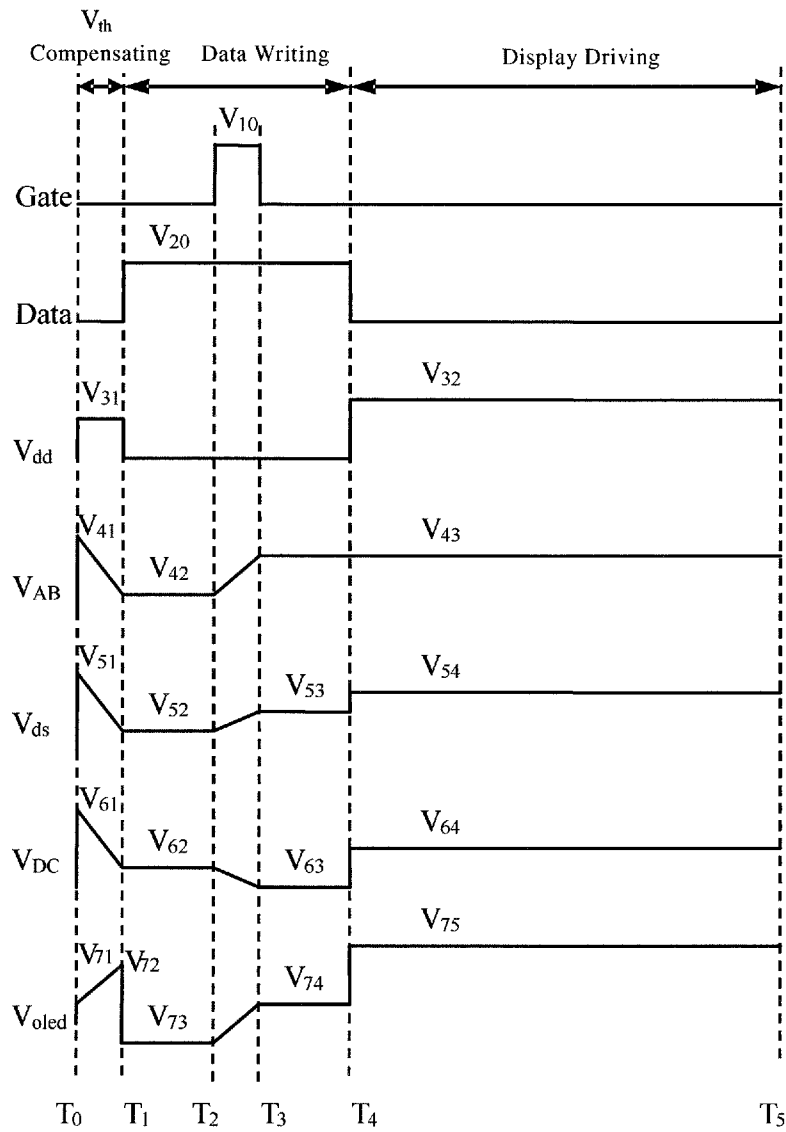 Vth
Compensating Data Writing Display Driving
V10
Gate
V20
Data
V31 V32
Vdd
V41 V42 V43
VAB
V51 V52 V53 V54
Vds
V61 V62 V63 V64
VDC
V71 V72 V73 V74 V75
Voled
T0 T1 T2 T3 T4 T5